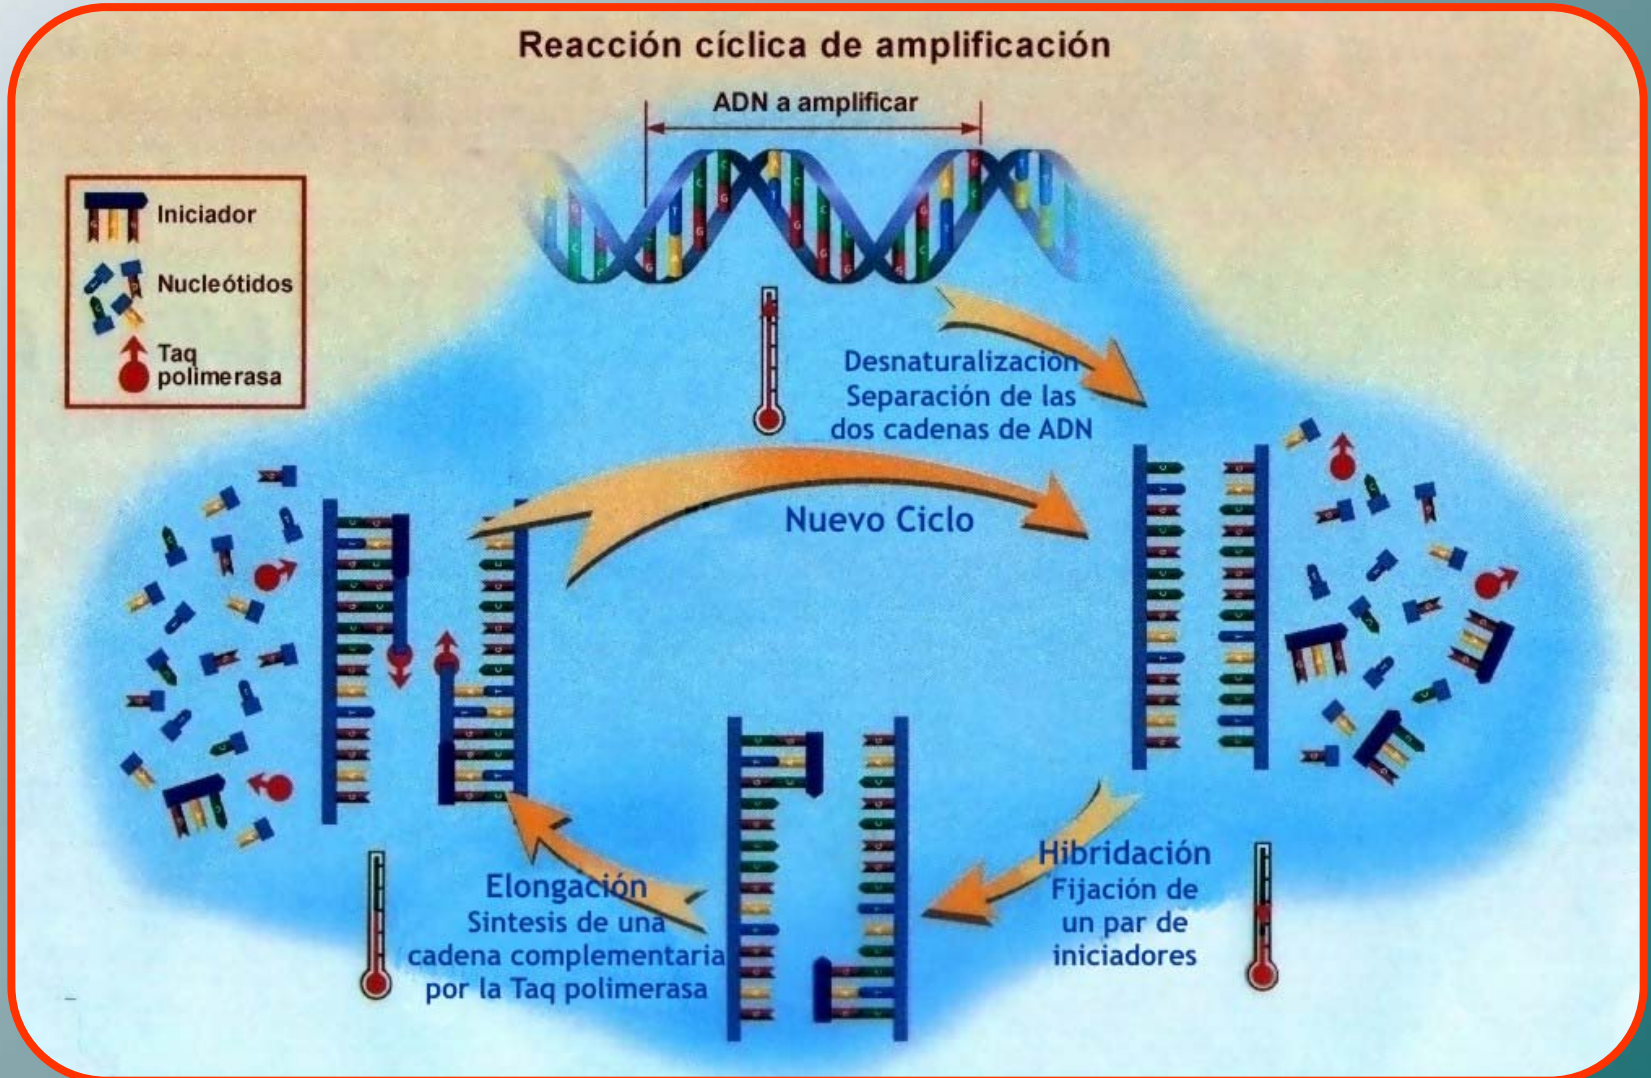 Reacción cíclica de amplificación
ADN a amplificar
Iniciador
Nucleótidos
Taq
polimerasa
Desnaturalización
Separación de las
dos cadenas de ADN
Nuevo Ciclo
Hibridación
Fijación de
un par de
iniciadores
Elongación
Sintesis de una
cadena complementaria
por la Taq polimerasa